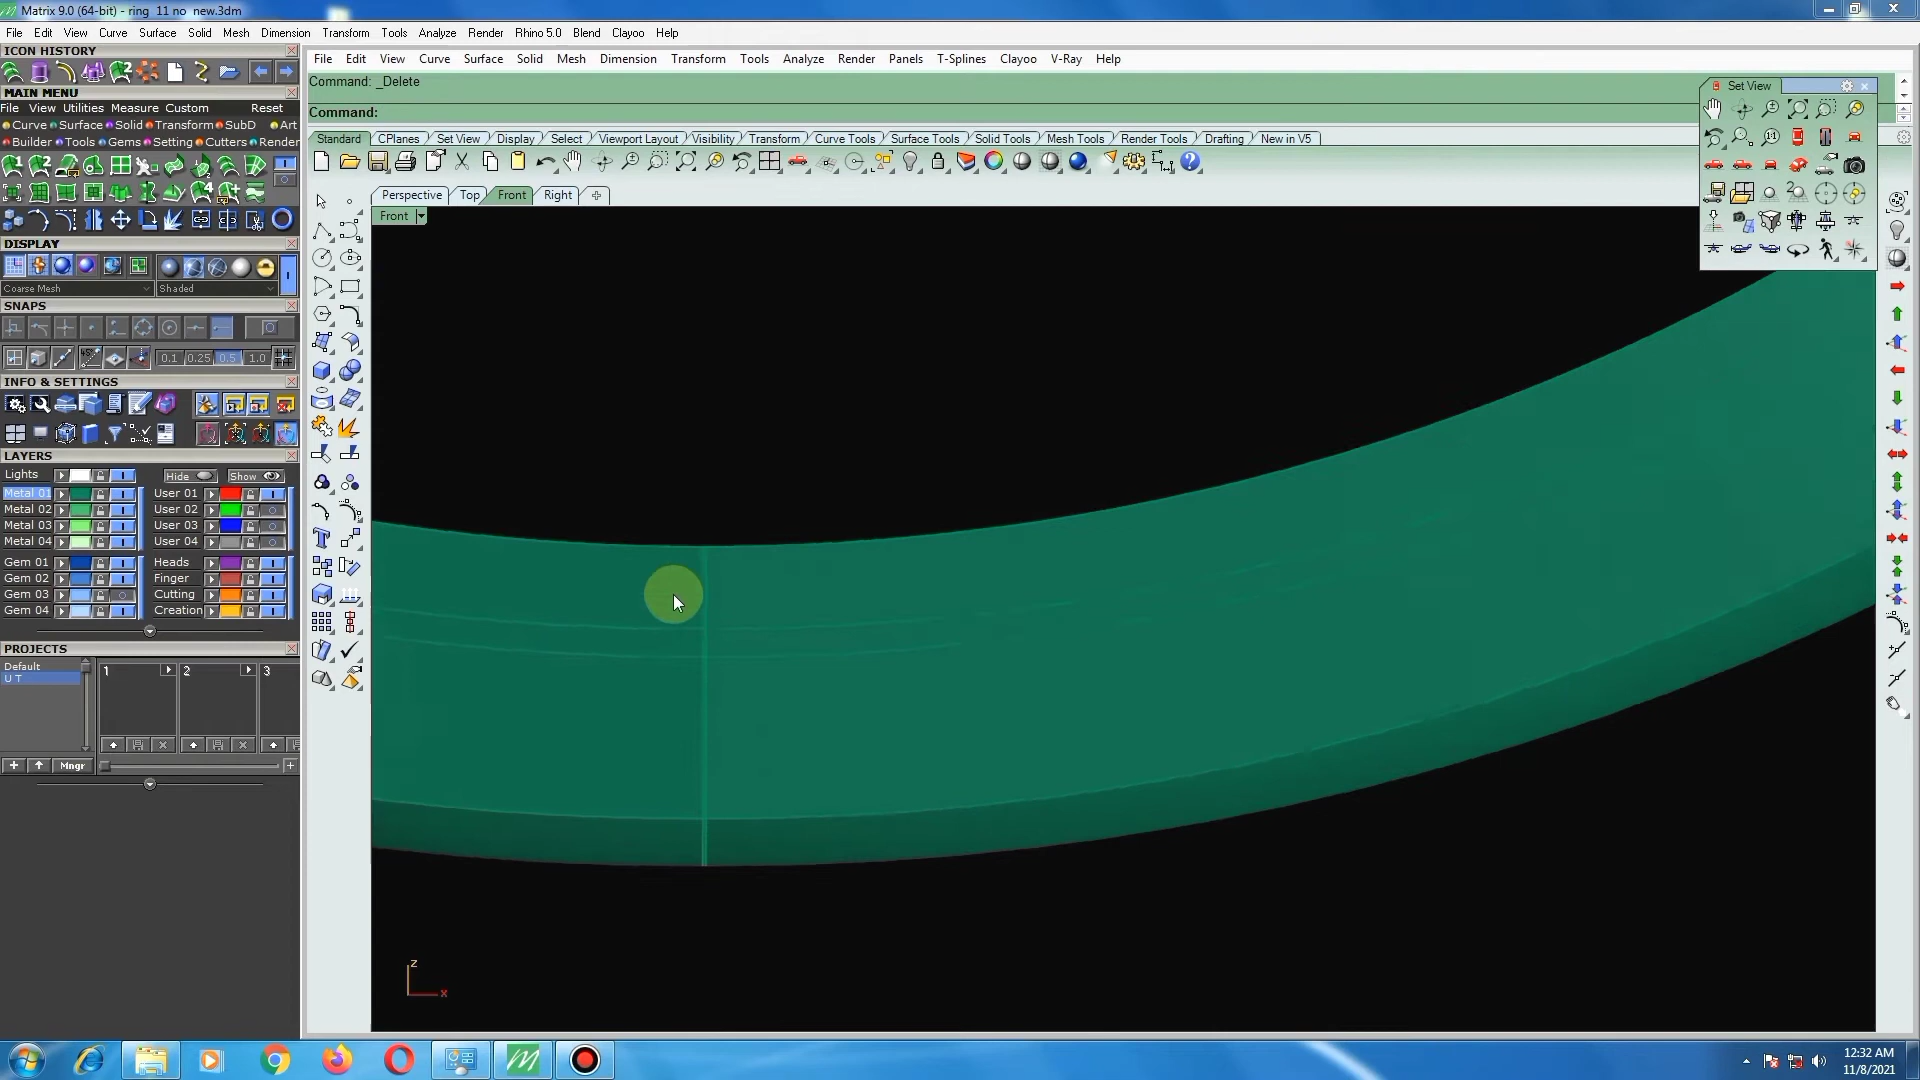 Matrix 9.0 (64-bit) - ring 11 no new.3dm
File Edit View Curve Surface Solid Mesh Dimension Transform Tools Analyze Render Rhino 5.0 Blend Clayoo Help
ICON HISTORY
MAIN MENU
File View Utilities Measure Custom Reset
Curve Surface Solid Transform SubD Art
Builder Tools Gems Setting Cutters Render
DISPLAY
Coarse Mesh Shaded
SNAPS
0.1 0.25 0.5 1.0
INFO & SETTINGS
LAYERS
Lights Hide Show
Metal 01 User 01
Metal 02 User 02
Metal 03 User 03
Metal 04 User 04
Gem 01 Heads
Gem 02 Finger
Gem 03 Cutting
Gem 04 Creation
PROJECTS
Default
U T
1 2 3
Mngr
File Edit View Curve Surface Solid Mesh Dimension Transform Tools Analyze Render Panels T-Splines Clayoo V-Ray Help
Command: _Delete
Command:
Standard CPlanes Set View Display Select Viewport Layout Visibility Transform Curve Tools Surface Tools Solid Tools Mesh Tools Render Tools Drafting New in V5
Perspective Top Front Right
Front
Set View
z
x
12:32 AM
11/8/2021